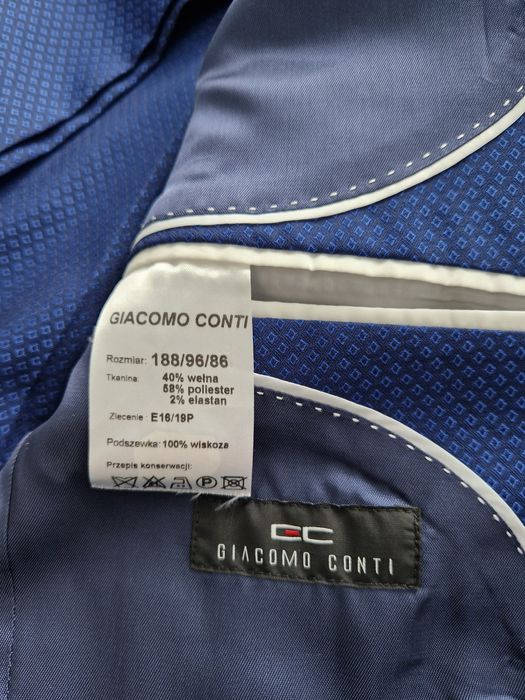 GIACOMO CONTI
Rozmiar: 188/96/86
Tkanina: 40% wełna
58% poliester
2% elastan
Zlecenie: E16/19P
Podszewka: 100% wiskoza
Przepis konserwacji:
P
GC
GIACOMO CONTI